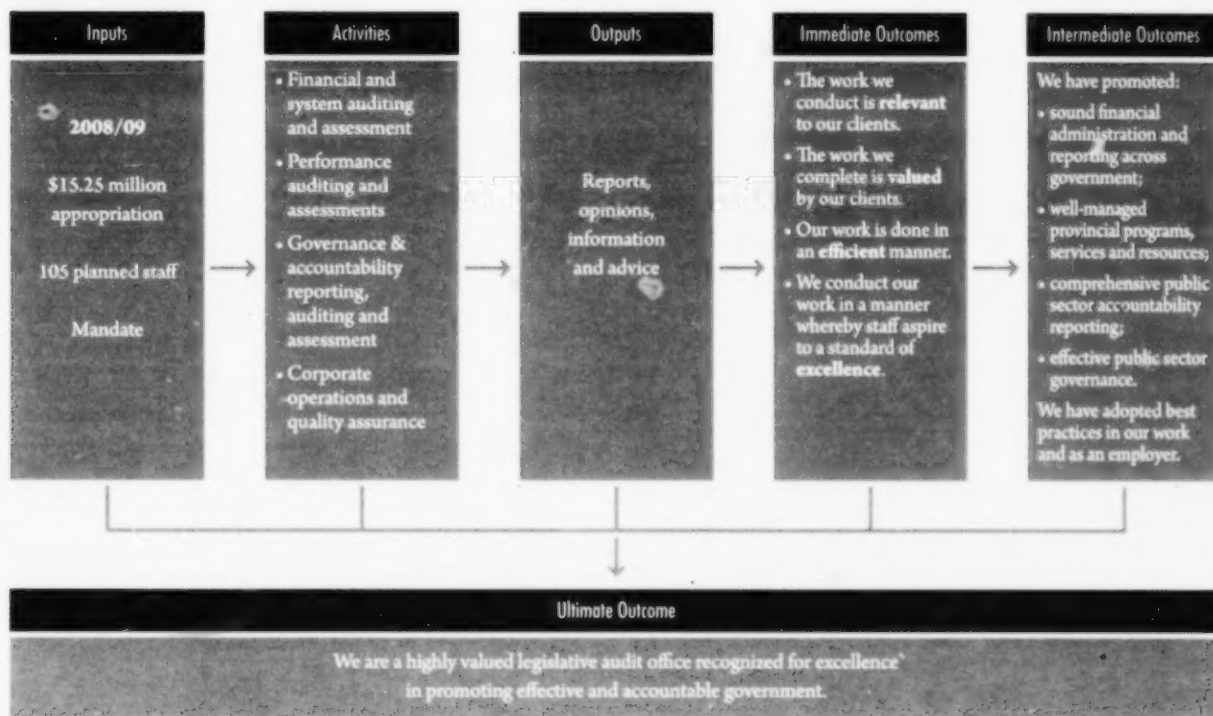 Inputs
2008/09
$15.25 million
appropriation
105 planned staff
Mandate
Activities
• Financial and
system auditing
and assessment
• Performance
auditing and
assessments
• Governance &
accountability
reporting,
auditing and
assessment
• Corporate
operations and
quality assurance
Outputs
Reports,
opinions,
information
and advice
Immediate Outcomes
• The work we
conduct is relevant
to our clients.
• The work we
complete is valued
by our clients.
• Our work is done in
an efficient manner.
• We conduct our
work in a manner
whereby staff aspire
to a standard of
excellence.
Intermediate Outcomes
We have promoted:
• sound financial
administration and
reporting across
government;
• well-managed
provincial programs,
services and resources;
• comprehensive public
sector accountability
reporting;
• effective public sector
governance.
We have adopted best
practices in our work
and as an employer.
Ultimate Outcome
We are a highly valued legislative audit office recognized for excellence
in promoting effective and accountable government.